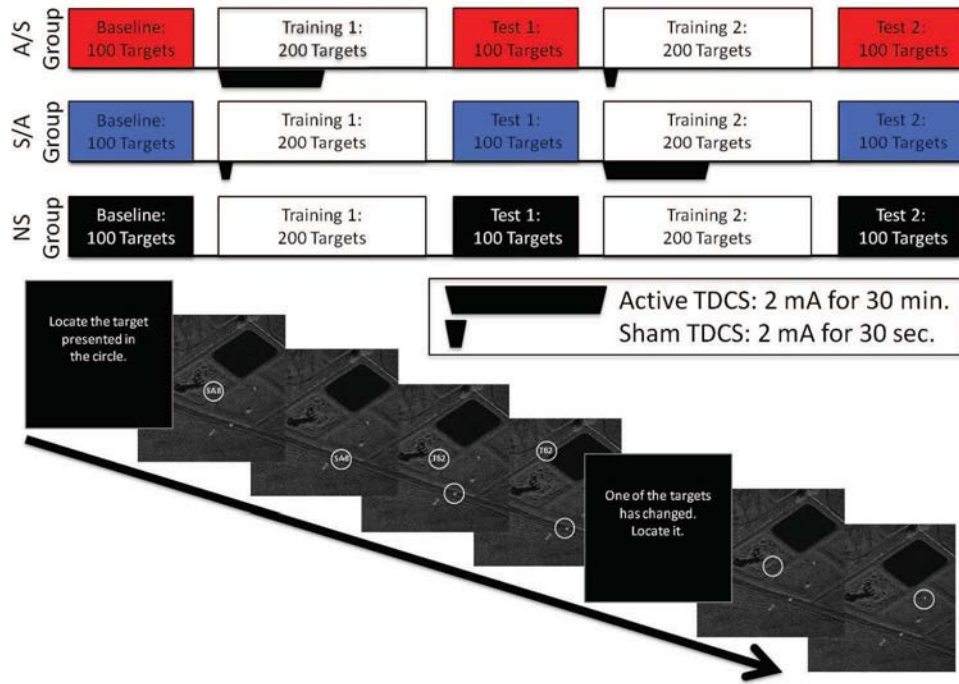 A/S
Group
Baseline:
100 Targets
Training 1:
200 Targets
Test 1:
100 Targets
Training 2:
200 Targets
Test 2:
100 Targets
S/A
Group
Baseline:
100 Targets
Training 1:
200 Targets
Test 1:
100 Targets
Training 2:
200 Targets
Test 2:
100 Targets
NS
Group
Baseline:
100 Targets
Training 1:
200 Targets
Test 1:
100 Targets
Training 2:
200 Targets
Test 2:
100 Targets
Active TDCS: 2 mA for 30 min.
Sham TDCS: 2 mA for 30 sec.
Locate the target
presented in
the circle.
T62
T62
One of the targets
has changed.
Locate it.